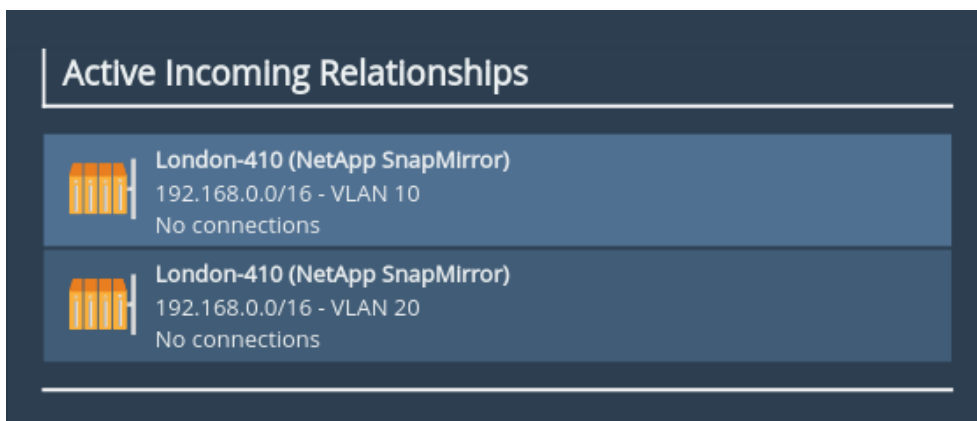 Active Incoming Relationships
London-410 (NetApp SnapMirror)
192.168.0.0/16 - VLAN 10
No connections
London-410 (NetApp SnapMirror)
192.168.0.0/16 - VLAN 20
No connections